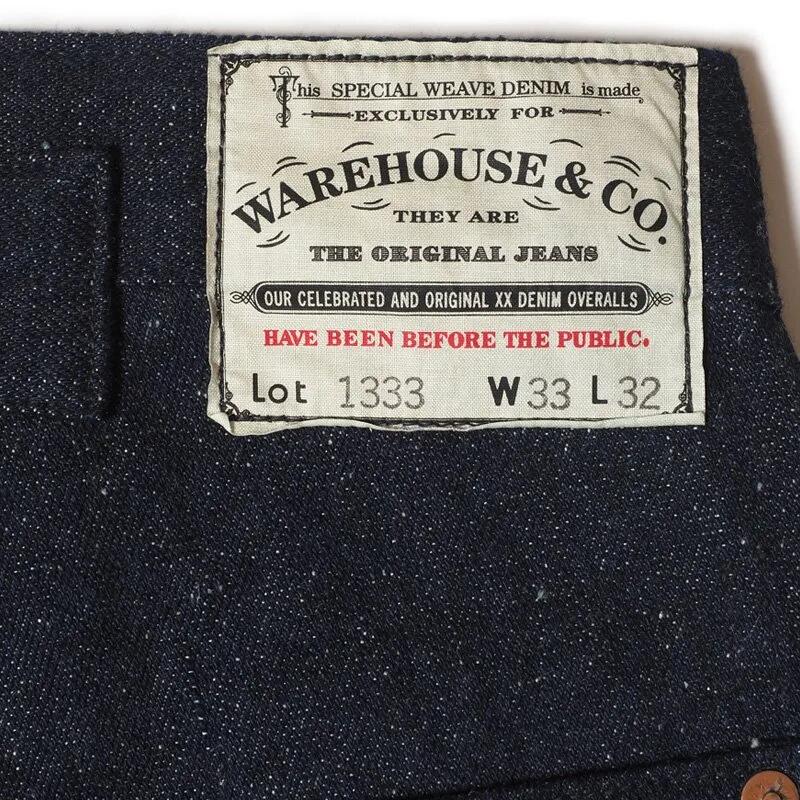 This SPECIAL WEAVE DENIM is made
EXCLUSIVELY FOR
WAREHOUSE & CO.
THEY ARE
THE ORIGINAL JEANS
OUR CELEBRATED AND ORIGINAL XX DENIM OVERALLS
HAVE BEEN BEFORE THE PUBLIC.
Lot 1333 W33 L32